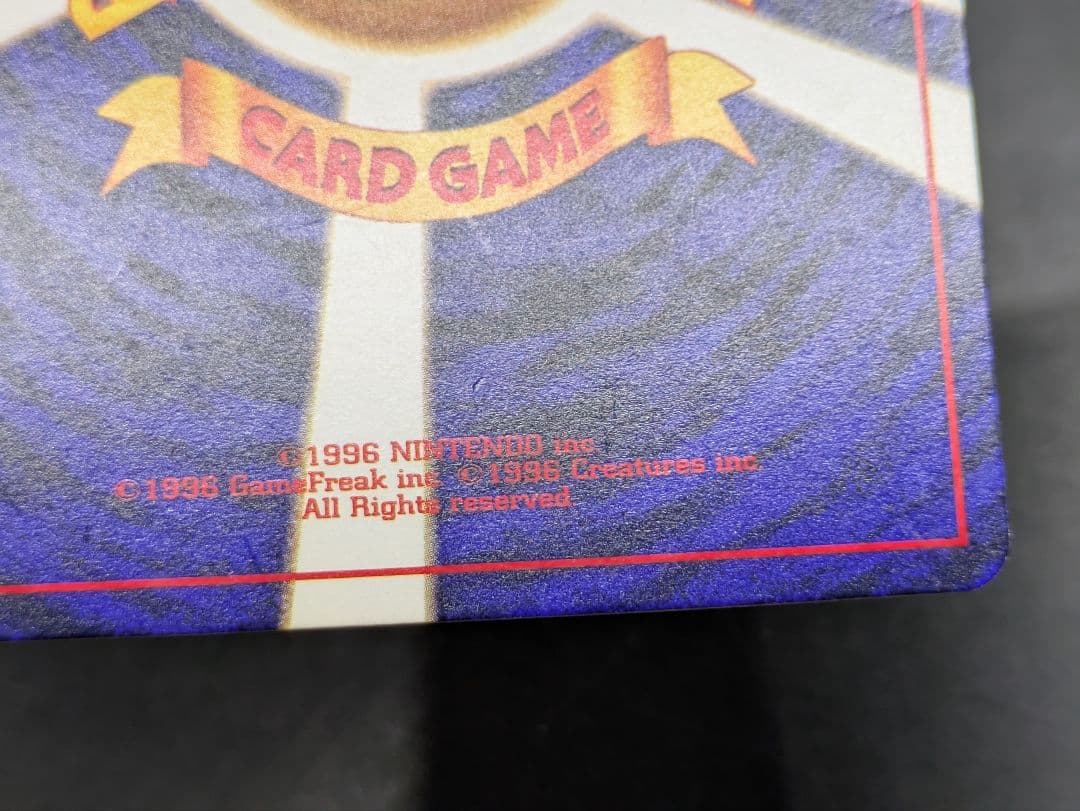 CARD GAME
©1996 NINTENDO inc
©1996 GameFreak inc ©1996 Creatures inc
All Rights reserved